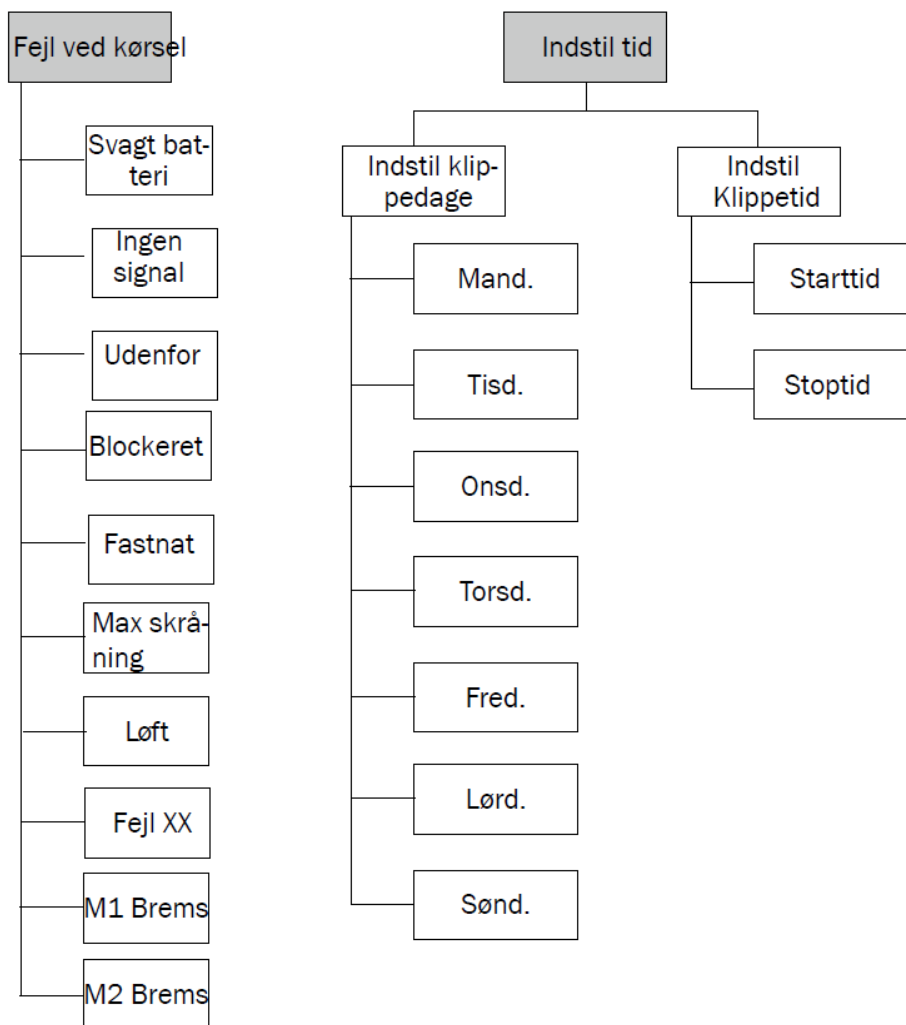 Fejl ved kørsel
Svagt bat-
teri
Ingen
signal
Udenfor
Blockeret
Fastnat
Max skrå-
ning
Løft
Fejl XX
M1 Brems
M2 Brems
Indstil tid
Indstil klip-
pedage
Mand.
Tisd.
Onsd.
Torsd.
Fred.
Lørd.
Sønd.
Indstil
Klippetid
Starttid
Stoptid